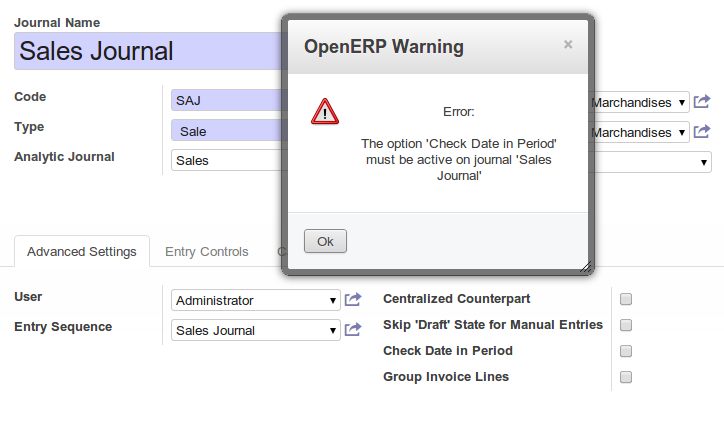 Journal Name
Sales Journal
Code
SAJ
Marchandises
Type
Sale
Marchandises
Analytic Journal
Sales
OpenERP Warning
×
Error:
The option 'Check Date in Period'
must be active on journal 'Sales
Journal'
Ok
Advanced Settings
Entry Controls
User
Administrator
Entry Sequence
Sales Journal
Centralized Counterpart
Skip 'Draft' State for Manual Entries
Check Date in Period
Group Invoice Lines